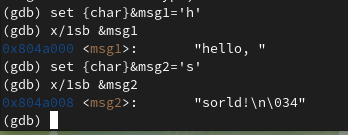 (gdb) set {char}&msg1='h'
(gdb) x/1sb &msg1
0x804a000 <msg1>:        "hello, "
(gdb) set {char}&msg2='s'
(gdb) x/1sb &msg2
0x804a008 <msg2>:        "sorld!\n\034"
(gdb)